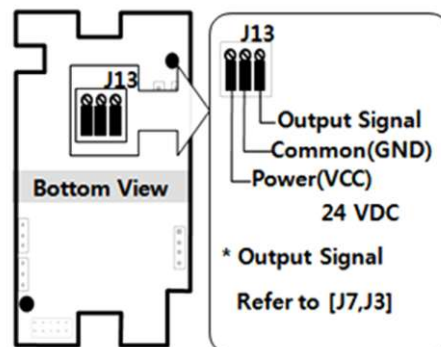 J13
Bottom View
J13
Output Signal
Common(GND)
Power(VCC)
24 VDC
* Output Signal
Refer to [J7,J3]